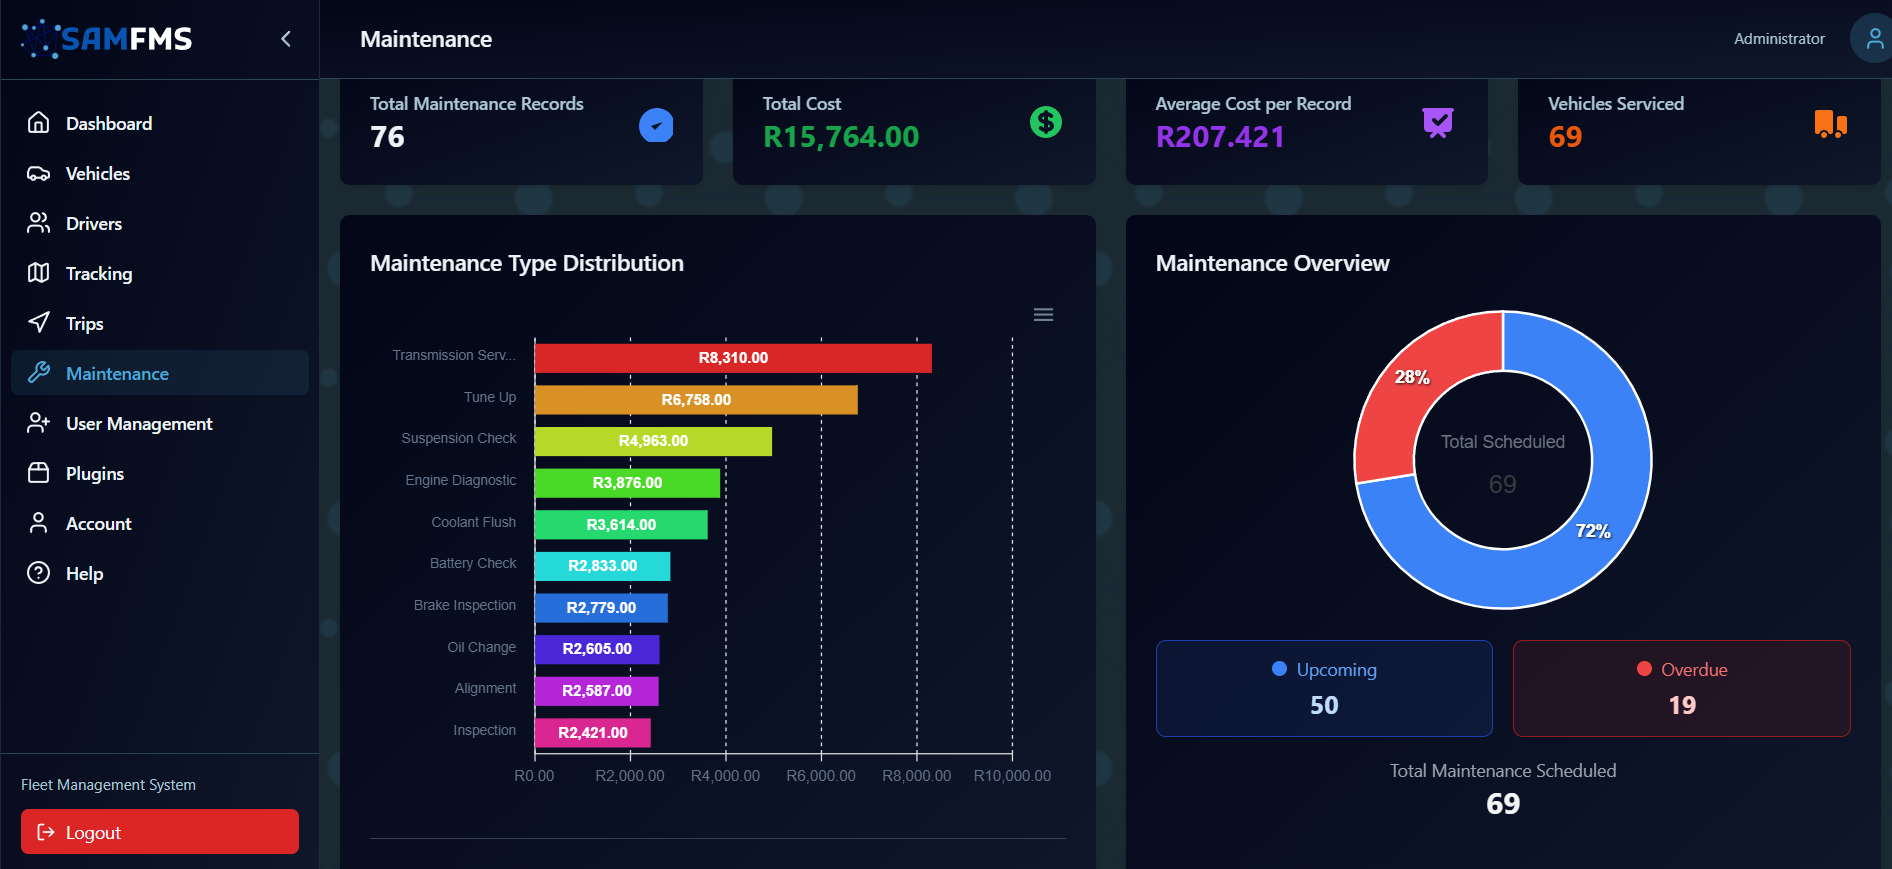 SAMFMS
Dashboard
Vehicles
Drivers
Tracking
Trips
Maintenance
User Management
Plugins
Account
Help
Fleet Management System
Logout
Maintenance
Administrator
Total Maintenance Records
76
Total Cost
R15,764.00
Average Cost per Record
R207.421
Vehicles Serviced
69
Maintenance Type Distribution
Transmission Serv... R8,310.00
Tune Up R6,758.00
Suspension Check R4,963.00
Engine Diagnostic R3,876.00
Coolant Flush R3,614.00
Battery Check R2,833.00
Brake Inspection R2,779.00
Oil Change R2,605.00
Alignment R2,587.00
Inspection R2,421.00
R0.00 R2,000.00 R4,000.00 R6,000.00 R8,000.00 R10,000.00
Maintenance Overview
28%
Total Scheduled
69
72%
Upcoming
50
Overdue
19
Total Maintenance Scheduled
69